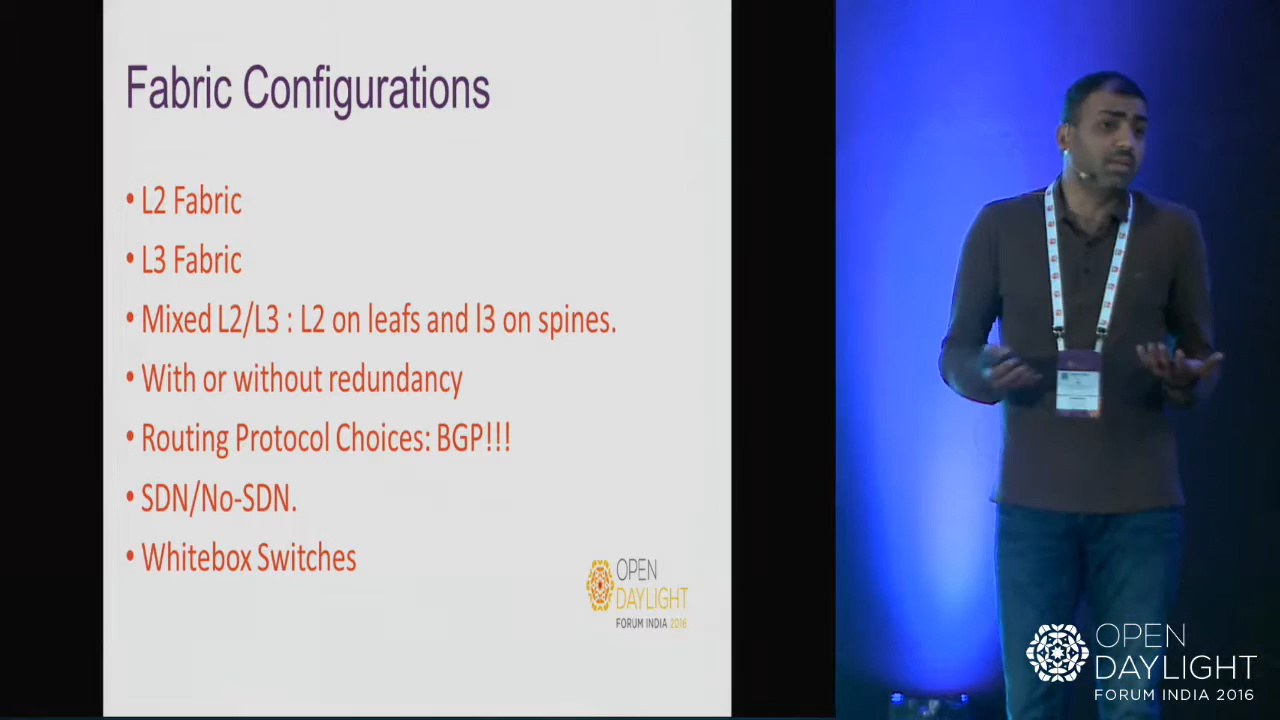 Fabric Configurations
• L2 Fabric
• L3 Fabric
• Mixed L2/L3 : L2 on leafs and l3 on spines.
• With or without redundancy
• Routing Protocol Choices: BGP!!!
• SDN/No-SDN.
• Whitebox Switches
OPEN
DAYLIGHT
FORUM INDIA 2016
OPEN
DAYLIGHT
FORUM INDIA 2016